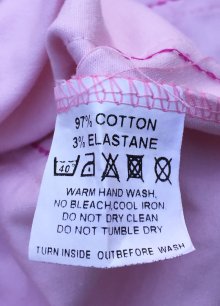 97% COTTON
3% ELASTANE
40
WARM HAND WASH,
NO BLEACH,COOL IRON,
DO NOT DRY CLEAN
DO NOT TUMBLE DRY
TURN INSIDE OUTBEFORE WASH